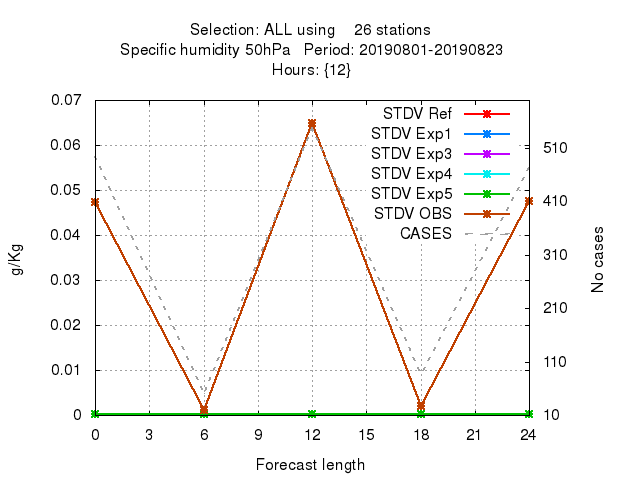 Selection: ALL using    26 stations
Specific humidity 50hPa   Period: 20190801-20190823
Hours: {12}
0.07
0.06
0.05
0.04
0.03
0.02
0.01
0
g/Kg
STDV Ref
STDV Exp1
STDV Exp3
STDV Exp4
STDV Exp5
STDV OBS
CASES
510
410
310
210
110
10
No cases
0 3 6 9 12 15 18 21 24
Forecast length